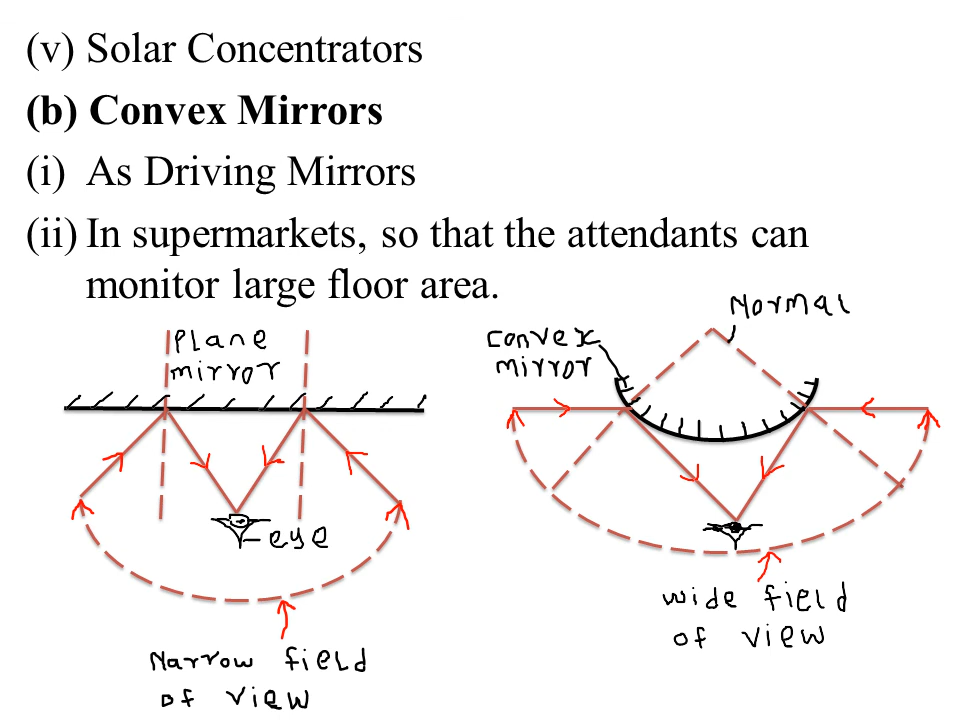 (v) Solar Concentrators
(b) Convex Mirrors
(i) As Driving Mirrors
(ii) In supermarkets, so that the attendants can
monitor large floor area.
Plane
mirror
eye
Narrow field
of view
Convex
mirror
Normal
wide field
of view